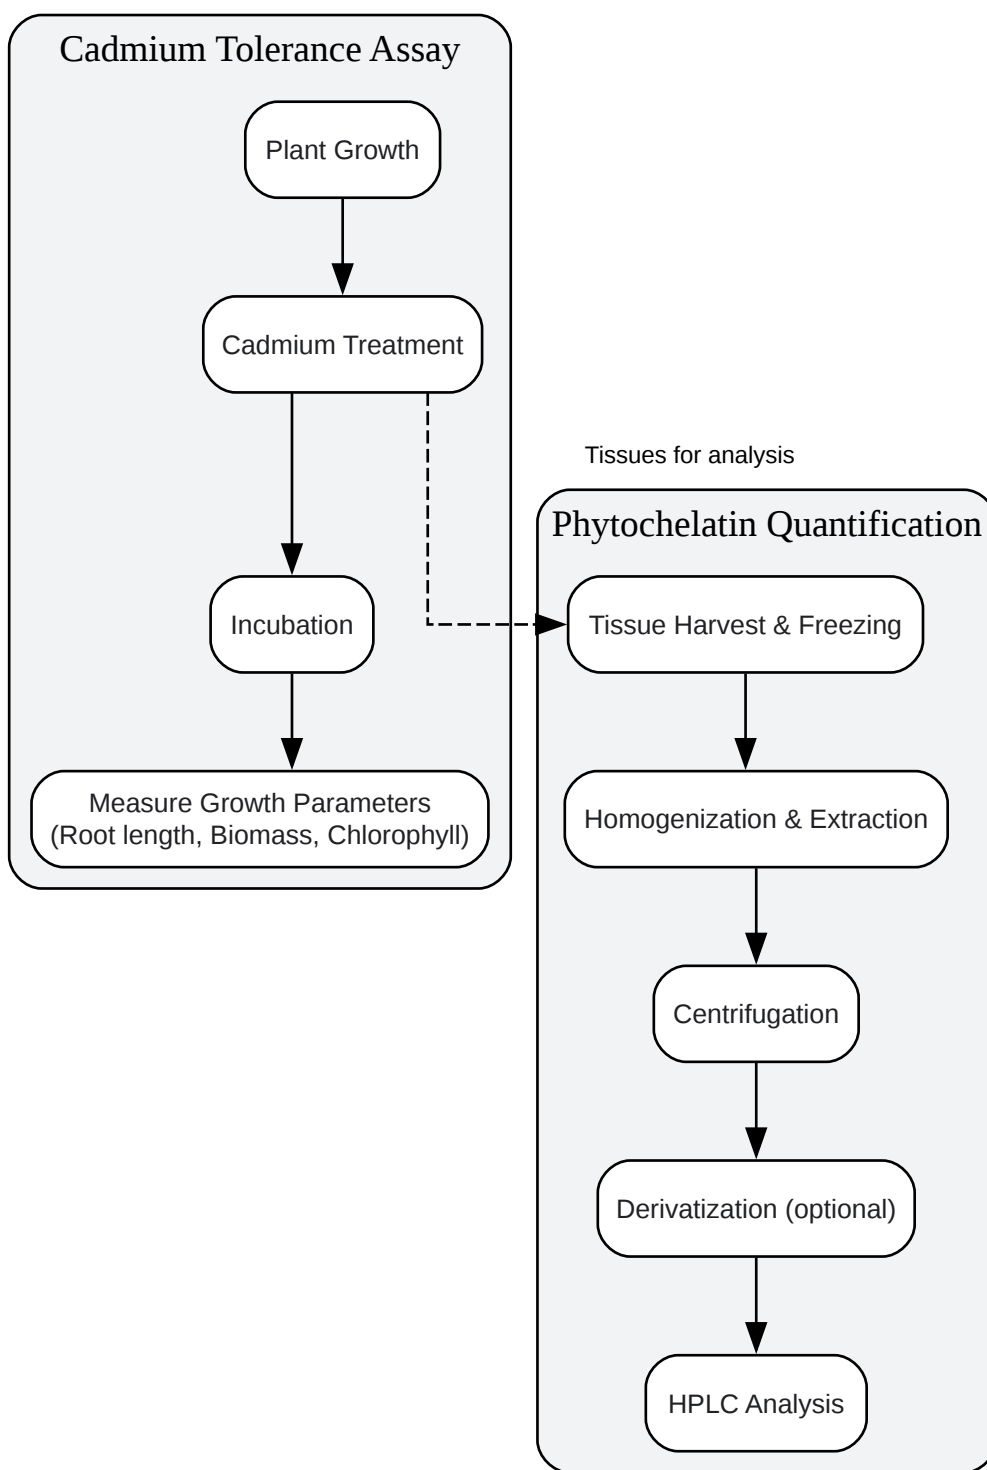 Cadmium Tolerance Assay
Plant Growth
Cadmium Treatment
Incubation
Measure Growth Parameters
(Root length, Biomass, Chlorophyll)
Tissues for analysis
Phytochelatin Quantification
Tissue Harvest & Freezing
Homogenization & Extraction
Centrifugation
Derivatization (optional)
HPLC Analysis